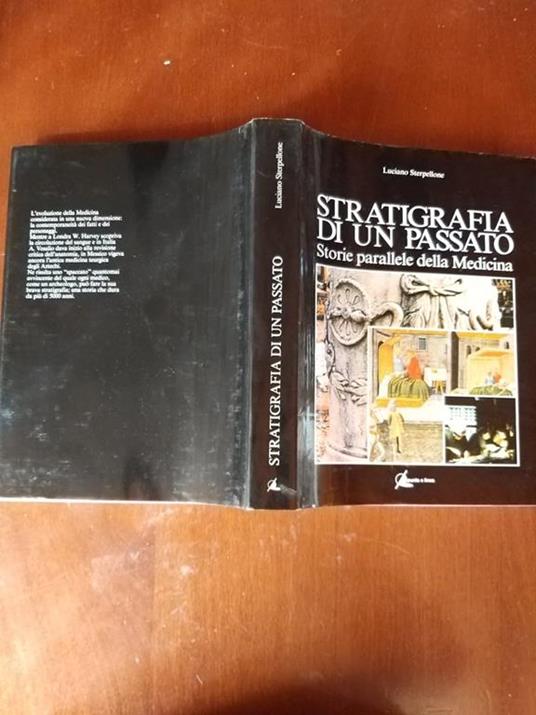 L'evoluzione della Medicina
considerata in una nuova dimensione:
la contemporaneità dei fatti e dei
personaggi.
Mentre a Londra W. Harvey scopriva
la circolazione del sangue e in Italia
A. Vesalio dava inizio alla revisione
critica dell'anatomia, in Messico vigeva
ancora l'antica medicina teurgica
degli Aztechi.
Ne risulta uno "spaccato" quantomai
avvincente del quale ogni medico,
come un archeologo, può fare la sua
brava stratigrafia; una storia che dura
da più di 5000 anni.
Luciano Sterpellone
STRATIGRAFIA DI UN PASSATO
Luciano Sterpellone
STRATIGRAFIA
DI UN PASSATO
Storie parallele della Medicina
punto e linea